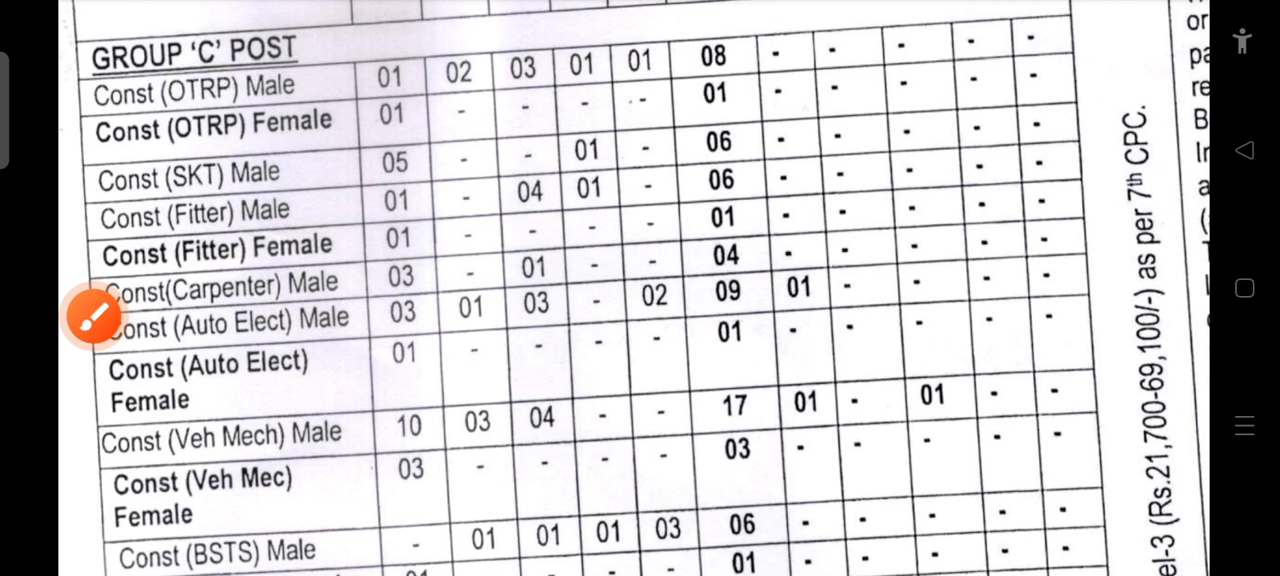 GROUP ‘C’ POST
Const (OTRP) Male 01 02 03 01 01 08 - - - - -
Const (OTRP) Female 01 - - - - 01 - - - - -
Const (SKT) Male 05 - - 01 - 06 - - - - -
Const (Fitter) Male 01 - 04 01 - 06 - - - - -
Const (Fitter) Female 01 - - - - 01 - - - - -
Const(Carpenter) Male 03 - 01 - - 04 - - - - -
Const (Auto Elect) Male 03 01 03 - 02 09 01 - - - -
Const (Auto Elect) 01 - - - - 01 - - - - -
Female
Const (Veh Mech) Male 10 03 04 - - 17 01 - 01 - -
Const (Veh Mec) 03 - - - - 03 - - - - -
Female
Const (BSTS) Male - 01 01 01 03 06 - - - - -
01 - - - - 01 - - - - -
el-3 (Rs.21,700-69,100/-) as per 7th CPC.
or